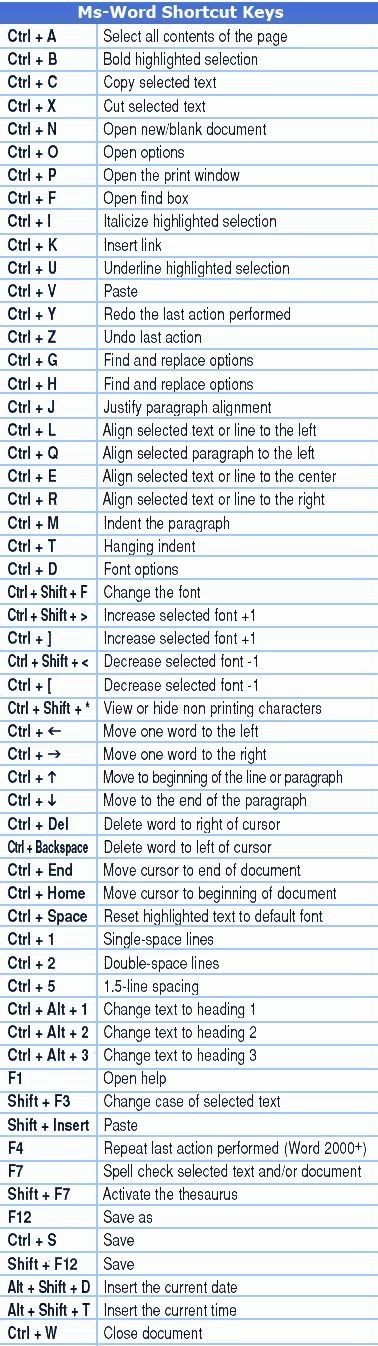 Ms-Word Shortcut Keys
Ctrl + A Select all contents of the page
Ctrl + B Bold highlighted selection
Ctrl + C Copy selected text
Ctrl + X Cut selected text
Ctrl + N Open new/blank document
Ctrl + O Open options
Ctrl + P Open the print window
Ctrl + F Open find box
Ctrl + I Italicize highlighted selection
Ctrl + K Insert link
Ctrl + U Underline highlighted selection
Ctrl + V Paste
Ctrl + Y Redo the last action performed
Ctrl + Z Undo last action
Ctrl + G Find and replace options
Ctrl + H Find and replace options
Ctrl + J Justify paragraph alignment
Ctrl + L Align selected text or line to the left
Ctrl + Q Align selected paragraph to the left
Ctrl + E Align selected text or line to the center
Ctrl + R Align selected text or line to the right
Ctrl + M Indent the paragraph
Ctrl + T Hanging indent
Ctrl + D Font options
Ctrl + Shift + F Change the font
Ctrl + Shift + > Increase selected font +1
Ctrl + ] Increase selected font +1
Ctrl + Shift + < Decrease selected font -1
Ctrl + [ Decrease selected font -1
Ctrl + Shift + * View or hide non printing characters
Ctrl + ← Move one word to the left
Ctrl + → Move one word to the right
Ctrl + ↑ Move to beginning of the line or paragraph
Ctrl + ↓ Move to the end of the paragraph
Ctrl + Del Delete word to right of cursor
Ctrl + Backspace Delete word to left of cursor
Ctrl + End Move cursor to end of document
Ctrl + Home Move cursor to beginning of document
Ctrl + Space Reset highlighted text to default font
Ctrl + 1 Single-space lines
Ctrl + 2 Double-space lines
Ctrl + 5 1.5-line spacing
Ctrl + Alt + 1 Change text to heading 1
Ctrl + Alt + 2 Change text to heading 2
Ctrl + Alt + 3 Change text to heading 3
F1 Open help
Shift + F3 Change case of selected text
Shift + Insert Paste
F4 Repeat last action performed (Word 2000+)
F7 Spell check selected text and/or document
Shift + F7 Activate the thesaurus
F12 Save as
Ctrl + S Save
Shift + F12 Save
Alt + Shift + D Insert the current date
Alt + Shift + T Insert the current time
Ctrl + W Close document